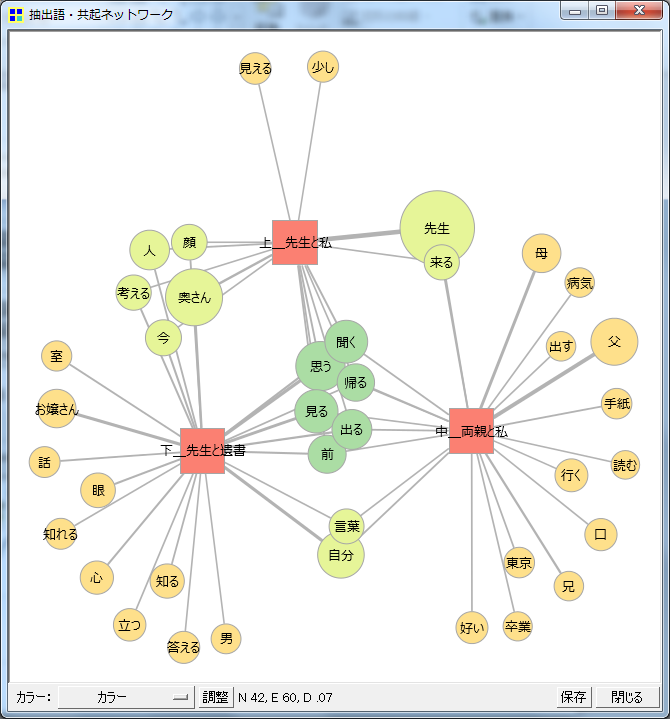 抽出語・共起ネットワーク
見える
少し
先生
上__先生と私
人
顔
来る
母
病気
考える
奥さん
今
聞く
父
出す
室
思う
帰る
お嬢さん
見る
手紙
出る
中__両親と私
下__先生と遺書
前
話
読む
眼
行く
知れる
言葉
口
自分
東京
心
知る
兄
立つ
好い
卒業
答える
男
カラー: カラー 調整 N 42, E 60, D .07 保存 閉じる